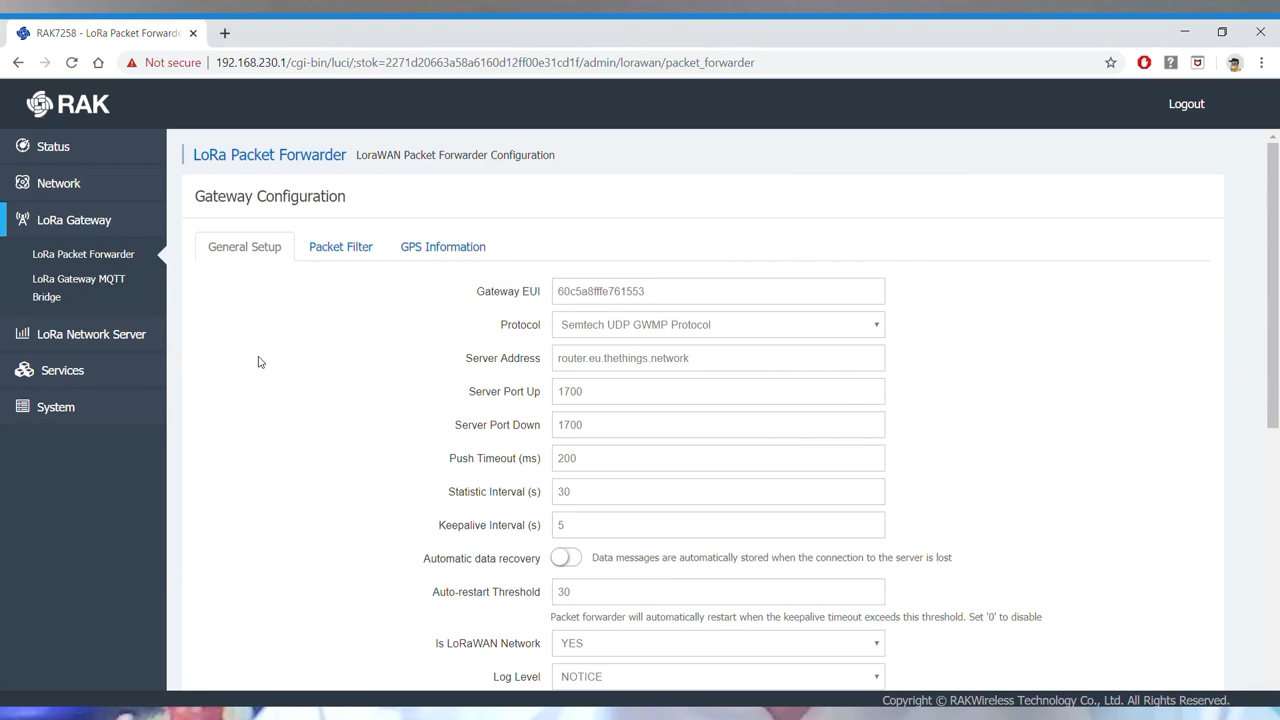 RAK7258 - LoRa Packet Forwarde
Not secure
192.168.230.1/cgi-bin/luci/;stok=2271d206c3a58a6160d12ff00e31cd1f/admin/lorawan/packet_forwarder
RAK
Logout
Status
Network
LoRa Gateway
LoRa Packet Forwarder
LoRa Gateway MQTT
Bridge
LoRa Network Server
Services
System
LoRa Packet Forwarder LoraWAN Packet Forwarder Configuration
Gateway Configuration
General Setup Packet Filter GPS Information
Gateway EUI 60c5a8fffe761553
Protocol Semtech UDP GWMP Protocol
Server Address router.eu.thethings.network
Server Port Up 1700
Server Port Down 1700
Push Timeout (ms) 200
Statistic Interval (s) 30
Keepalive Interval (s) 5
Automatic data recovery Data messages are automatically stored when the connection to the server is lost
Auto-restart Threshold 30
Packet forwarder will automatically restart when the keepalive timeout exceeds this threshold. Set '0' to disable
Is LoRaWAN Network YES
Log Level NOTICE
Copyright © RAKWireless Technology Co., Ltd. All Rights Reserved.